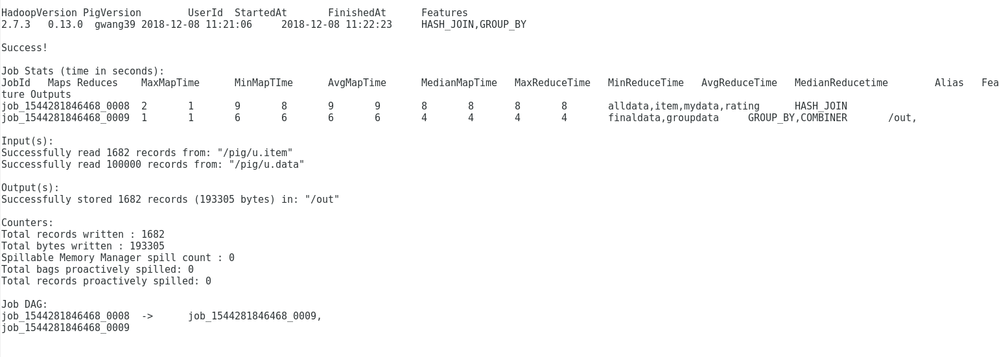 HadoopVersion PigVersion        UserId  StartedAt       FinishedAt      Features
2.7.3   0.13.0  gwang39 2018-12-08 11:21:06     2018-12-08 11:22:23     HASH_JOIN,GROUP_BY
Success!
Job Stats (time in seconds):
JobId   Maps Reduces    MaxMapTime      MinMapTIme      AvgMapTime      MedianMapTime   MaxReduceTime   MinReduceTime   AvgReduceTime   MedianReducetime        Alias   Fea
ture Outputs
job_1544281846468_0008  2       1       9       8       9       9       8       8       8       8       alldata,item,mydata,rating      HASH_JOIN
job_1544281846468_0009  1       1       6       6       6       6       4       4       4       4       finaldata,groupdata     GROUP_BY,COMBINER       /out,
Input(s):
Successfully read 1682 records from: "/pig/u.item"
Successfully read 100000 records from: "/pig/u.data"
Output(s):
Successfully stored 1682 records (193305 bytes) in: "/out"
Counters:
Total records written : 1682
Total bytes written : 193305
Spillable Memory Manager spill count : 0
Total bags proactively spilled: 0
Total records proactively spilled: 0
Job DAG:
job_1544281846468_0008  ->      job_1544281846468_0009,
job_1544281846468_0009